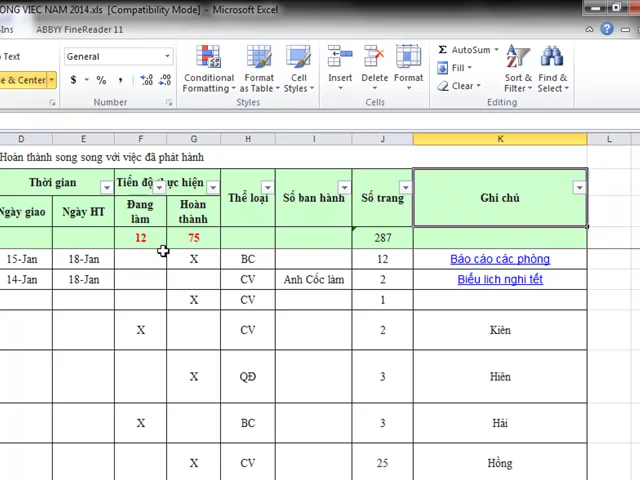 ONG VIEC NAM 2014.xls [Compatibility Mode] - Microsoft Excel
ABBYY FineReader 11
General
Σ AutoSum
Fill
Clear
$ % ,
Conditional Formatting
Format as Table
Cell Styles
Insert
Delete
Format
Sort & Filter
Find & Select
Number
Styles
Cells
Editing
D E F G H I J K L
Hoàn thành song song với việc đã phát hành
Thời gian
Tiến độ thực hiện
Thể loại
Số ban hành
Số trang
Ghi chú
Ngày giao
Ngày HT
Đang làm
Hoàn thành
12 75 287
15-Jan 18-Jan X BC 12 Báo cáo các phòng
14-Jan 18-Jan CV Anh Cốc làm 2 Biểu lich nghi tết
X CV 1
X CV 2 Kiên
X QĐ 3 Hiên
X BC 3 Hải
X CV 25 Hồng